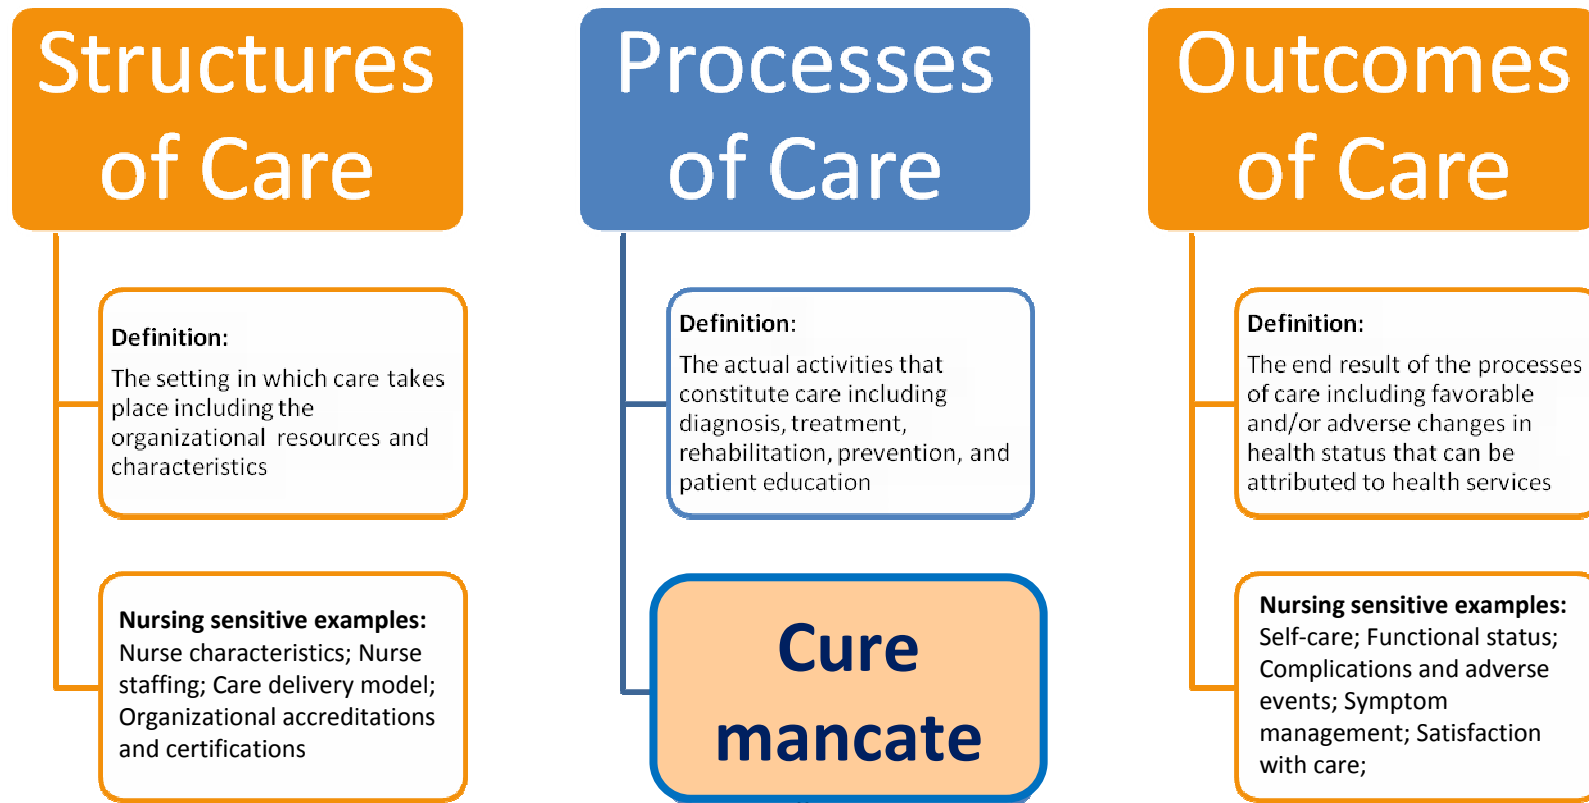 Structures
of Care
Definition:
The setting in which care takes
place including the
organizational resources and
characteristics
Nursing sensitive examples:
Nurse characteristics; Nurse
staffing; Care delivery model;
Organizational accreditations
and certifications
Processes
of Care
Definition:
The actual activities that
constitute care including
diagnosis, treatment,
rehabilitation, prevention, and
patient education
Cure
mancate
Outcomes
of Care
Definition:
The end result of the processes
of care including favorable
and/or adverse changes in
health status that can be
attributed to health services
Nursing sensitive examples:
Self-care; Functional status;
Complications and adverse
events; Symptom
management; Satisfaction
with care;